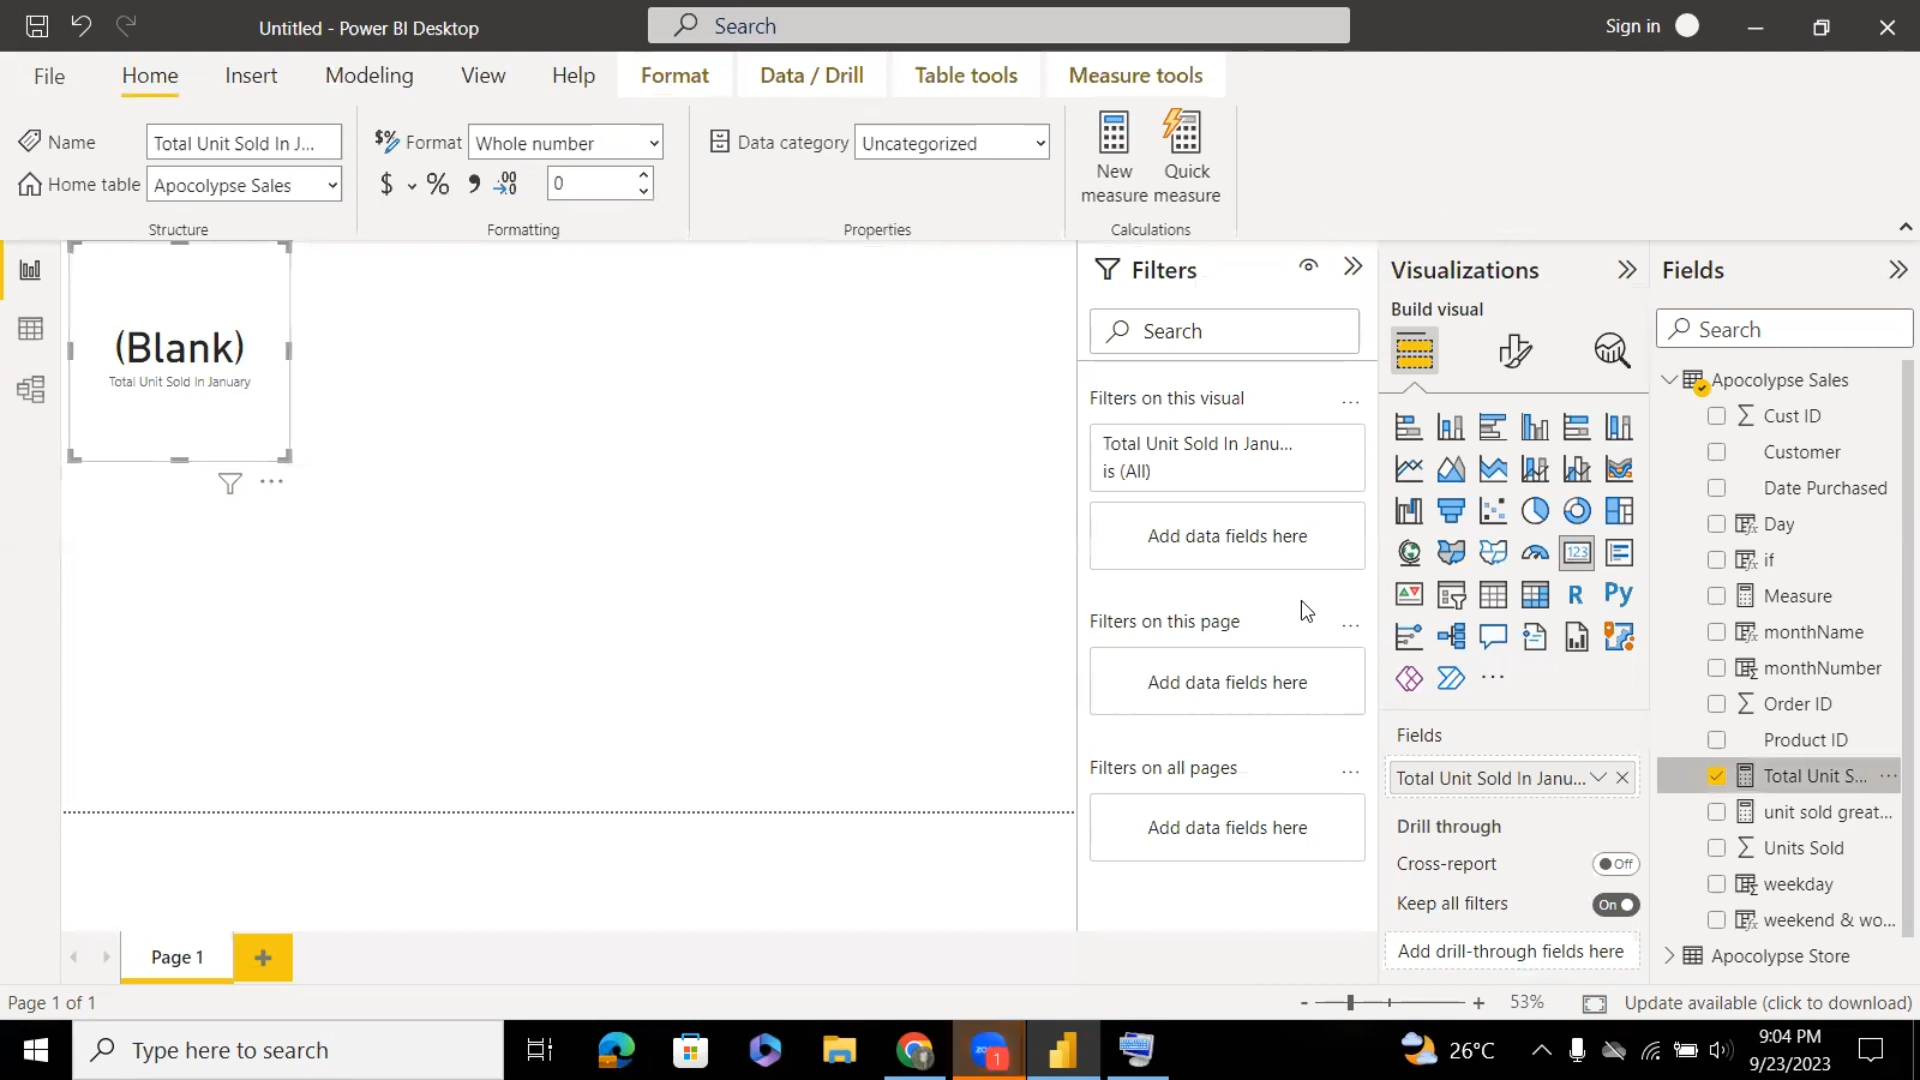 Untitled - Power BI Desktop
Search
Sign in
File
Home
Insert
Modeling
View
Help
Format
Data / Drill
Table tools
Measure tools
Name
Total Unit Sold In J...
Home table
Apocolypse Sales
Structure
Format
Whole number
$
%
0
Formatting
Data category
Uncategorized
Properties
New measure
Quick measure
Calculations
(Blank)
Total Unit Sold In January
Filters
Search
Filters on this visual
Total Unit Sold In Janu...
is (All)
Add data fields here
Filters on this page
Add data fields here
Filters on all pages
Add data fields here
Visualizations
Build visual
123
R
Py
Fields
Total Unit Sold In Janu...
Drill through
Cross-report
Off
Keep all filters
On
Add drill-through fields here
Fields
Search
Apocolypse Sales
Cust ID
Customer
Date Purchased
Day
if
Measure
monthName
monthNumber
Order ID
Product ID
Total Unit S...
unit sold great...
Units Sold
weekday
weekend & wo...
Apocolypse Store
Page 1
Page 1 of 1
53%
Update available (click to download)
Type here to search
1
26°C
9:04 PM
9/23/2023